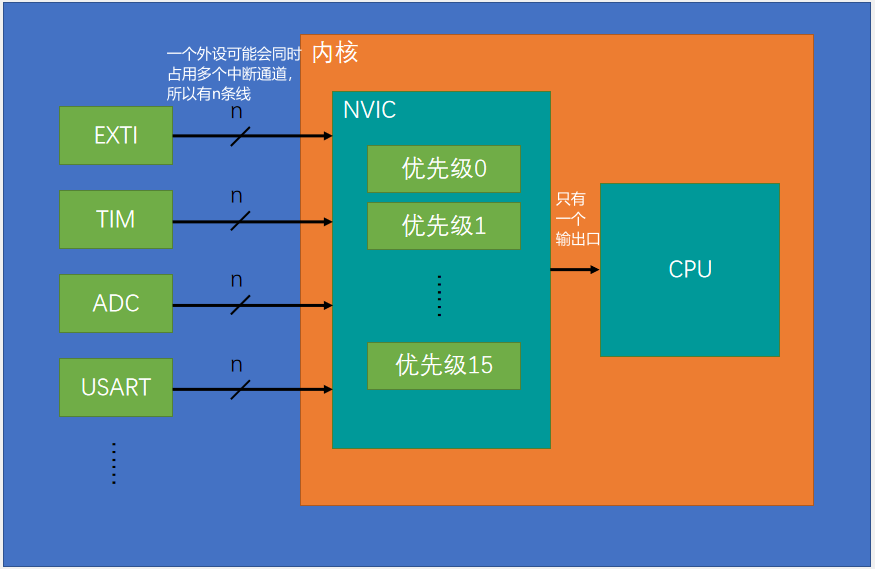 一个外设可能会同时
占用多个中断通道,
所以有n条线
内核
NVIC
EXTI
n
优先级0
TIM
n
优先级1
只有
一个
输出口
CPU
ADC
n
优先级15
USART
n